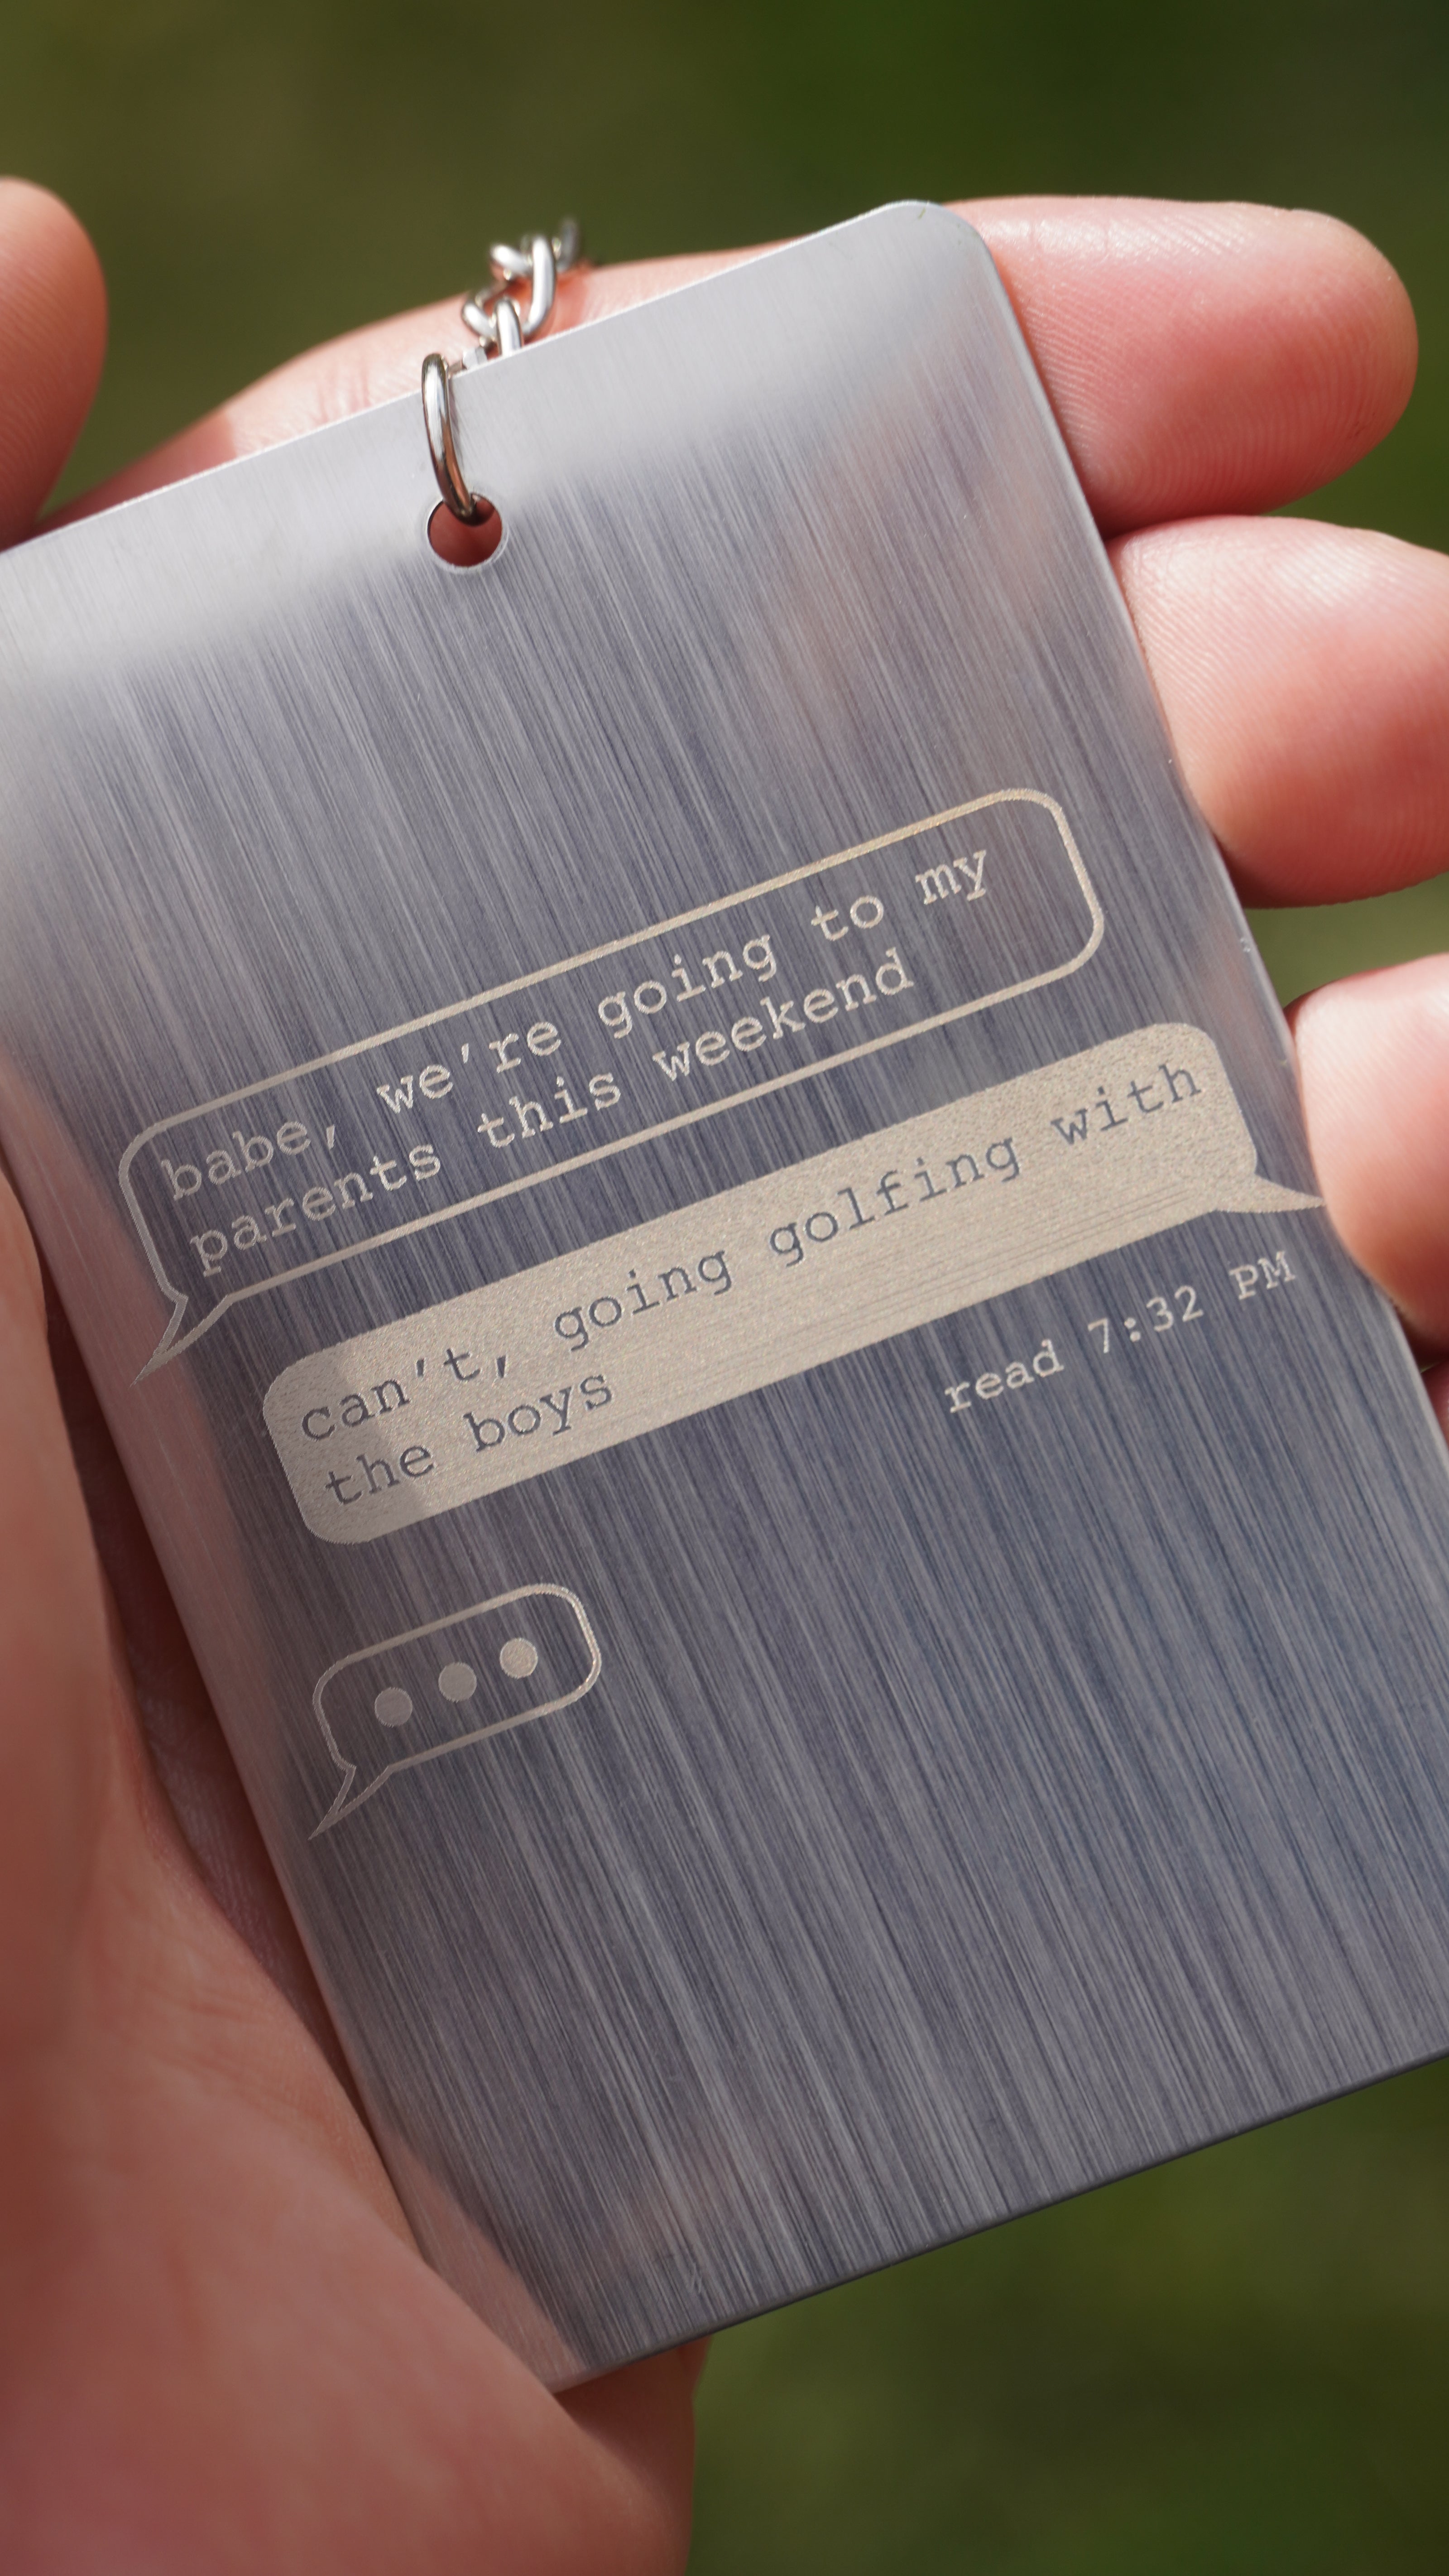 babe, we're going to my
parents this weekend
can't, going golfing with
the boys
read 7:32 PM